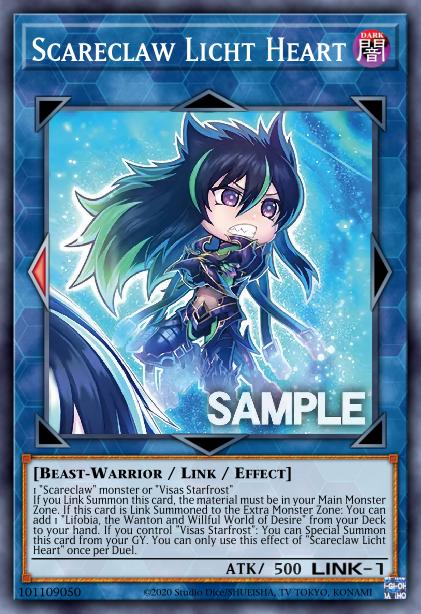 SCARECLAW LICHT HEART
DARK
闇
SAMPLE
[BEAST-WARRIOR / LINK / EFFECT]
1 "Scareclaw" monster or "Visas Starfrost"
If you Link Summon this card, the material must be in your Main Monster
Zone. If this card is Link Summoned to the Extra Monster Zone: You can
add 1 "Lifobia, the Wanton and Willful World of Desire" from your Deck
to your hand. If you control "Visas Starfrost": You can Special Summon
this card from your GY. You can only use this effect of "Scareclaw Licht
Heart" once per Duel.
ATK/ 500 LINK-1
101109050 ©2020 Studio Dice/SHUEISHA, TV TOKYO, KONAMI